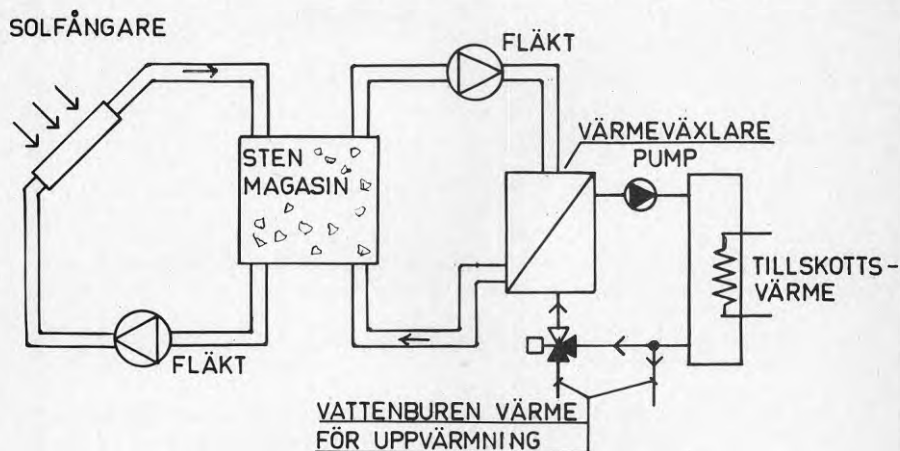 SOLFÅNGARE
FLÄKT
STEN
MAGASIN
VÄRMEVÄXLARE
PUMP
TILLSKOTTS-
VÄRME
FLÄKT
VATTENBUREN VÄRME
FÖR UPPVÄRMNING